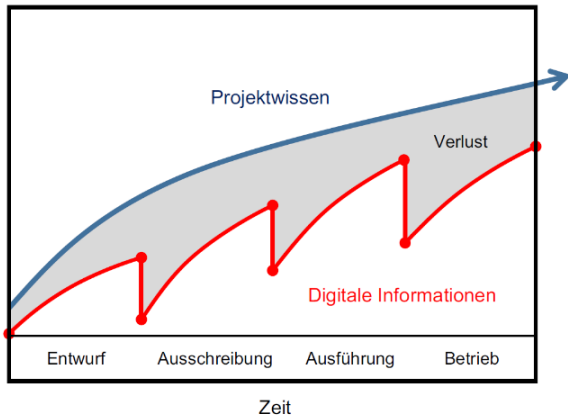 Projektwissen
Verlust
Digitale Informationen
Entwurf Ausschreibung Ausführung Betrieb
Zeit